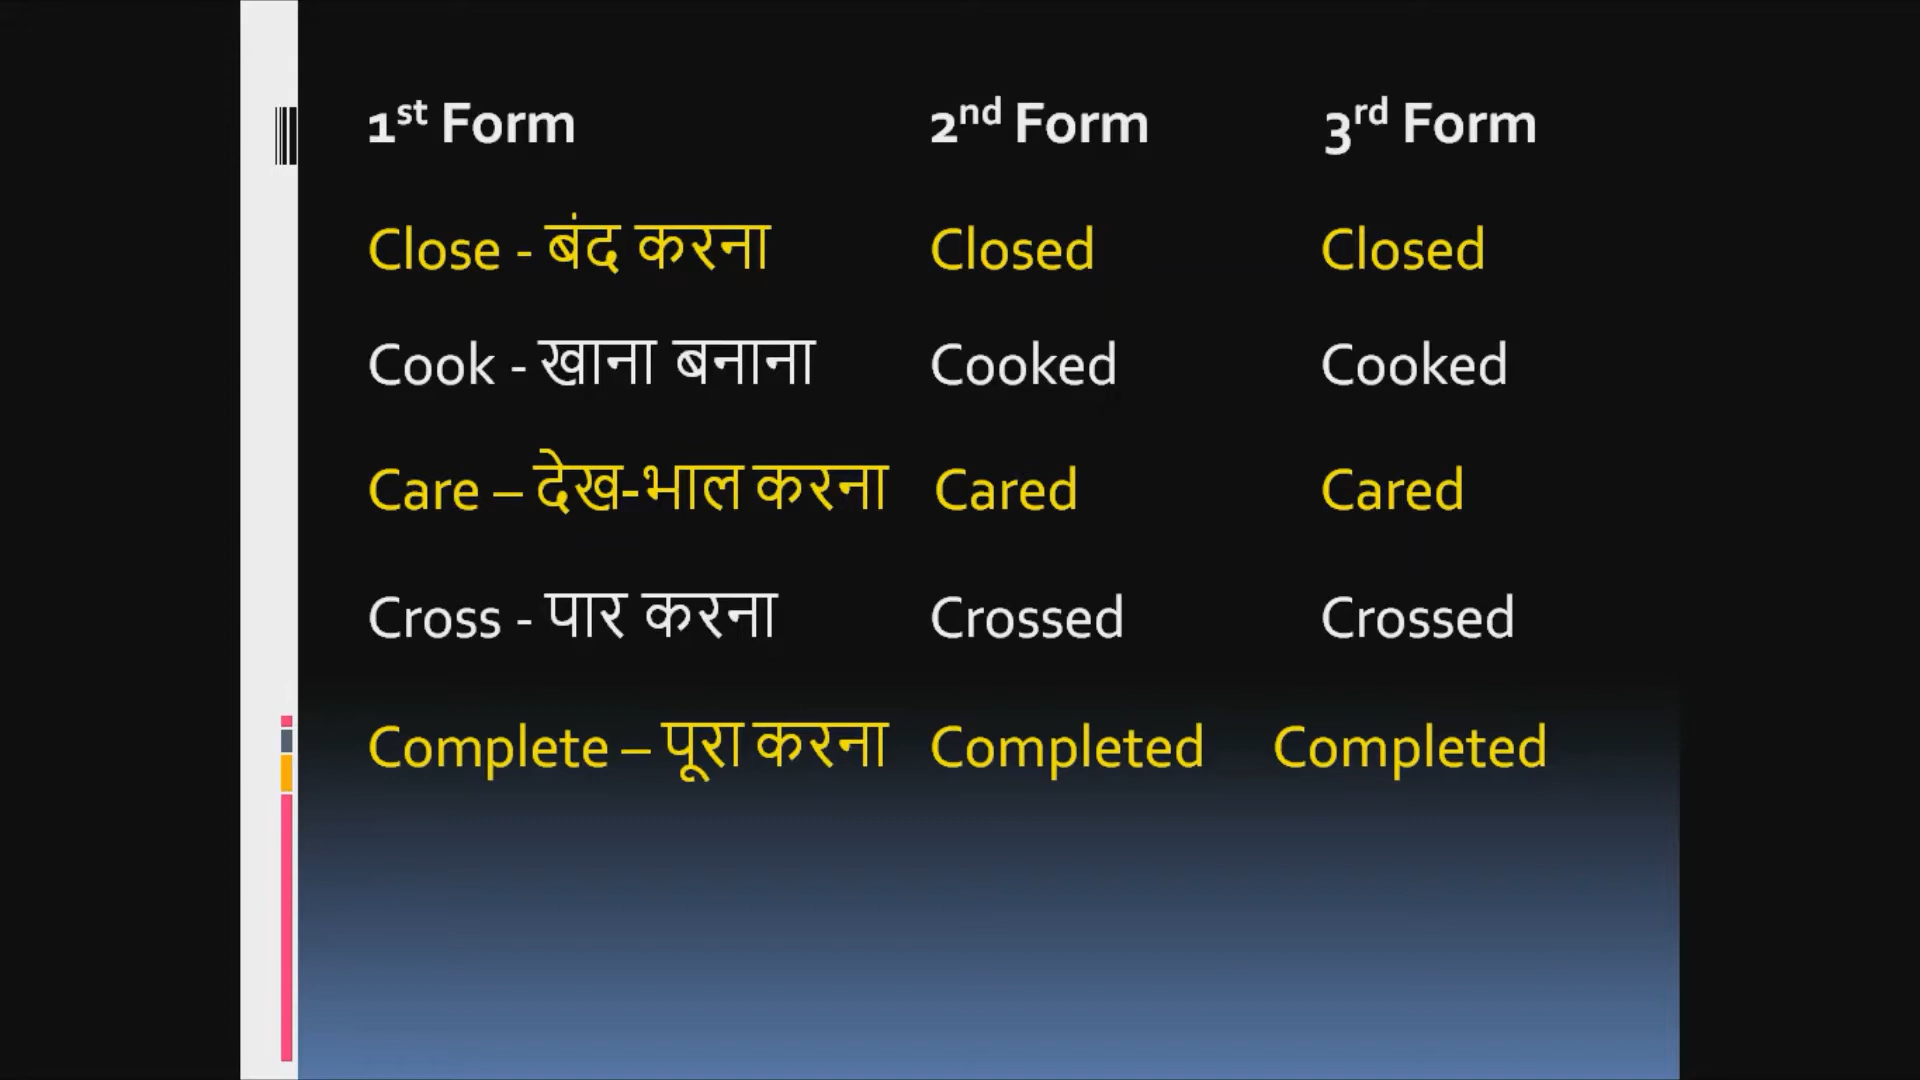 1st Form 2nd Form 3rd Form
Close - बंद करना Closed Closed
Cook - खाना बनाना Cooked Cooked
Care – देख-भाल करना Cared Cared
Cross - पार करना Crossed Crossed
Complete – पूरा करना Completed Completed